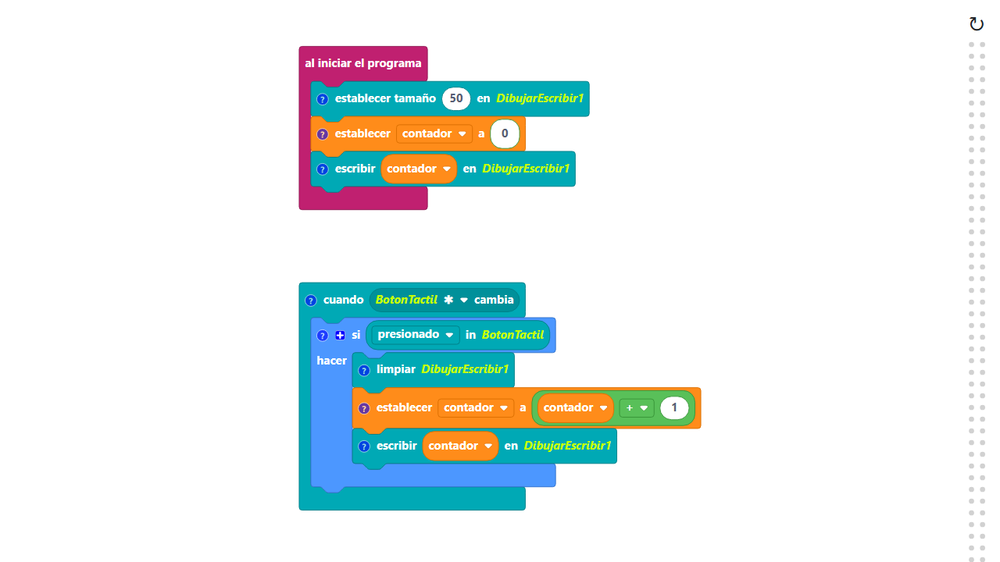 al iniciar el programa
? establecer tamaño 50 en DibujarEscribir1
? establecer contador a 0
? escribir contador en DibujarEscribir1
? cuando BotonTactil * cambia
? si presionado in BotonTactil
hacer
? limpiar DibujarEscribir1
? establecer contador a contador + 1
? escribir contador en DibujarEscribir1